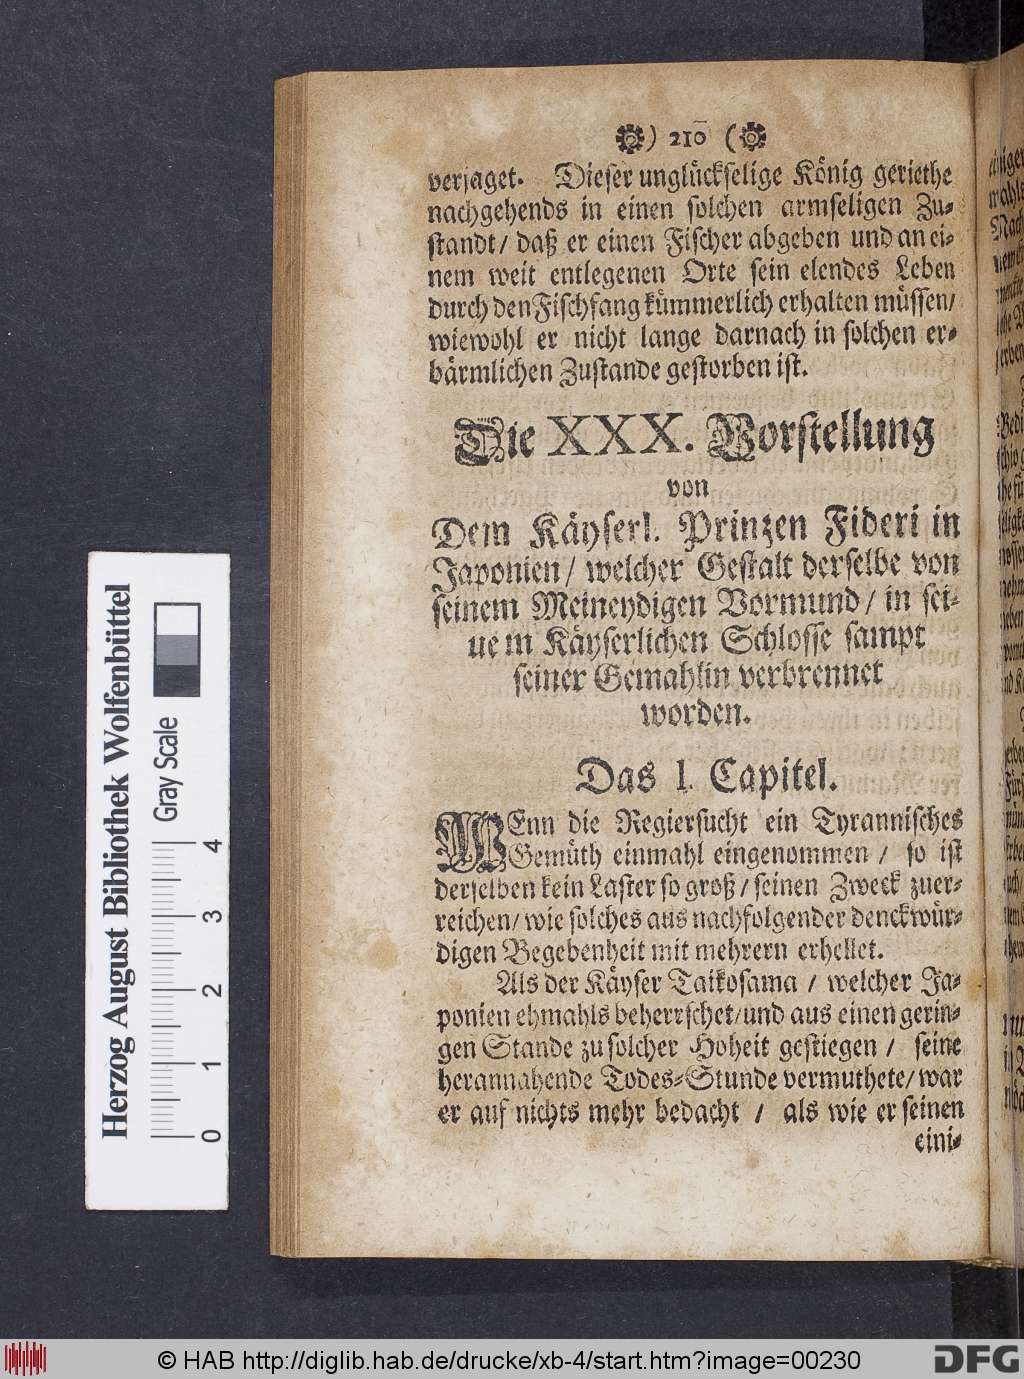 ) 210 (
verjaget. Dieser unglückselige König geriethe
nachgehends in einen solchen armseligen Zu-
standt/ daß er einen Fischer abgeben und an ei-
nem weit entlegenen Orte sein elendes Leben
durch den Fischfang kümmerlich erhalten müssen/
wiewohl er nicht lange darnach in solchen er-
bärmlichen Zustande gestorben ist.
Die XXX. Vorstellung
von
Dem Käyserl. Prinzen Fideri in
Japonien/ welcher Gestalt derselbe von
seinem Meineydigen Vormund/ in sei-
uem Käyserlichen Schlosse sampt
seiner Gemahlin verbrennet
worden.
Das I. Capitel.
WEnn die Regiersucht ein Tyrannisches
Gemüth einmahl eingenommen / so ist
derselben kein Laster so groß/ seinen Zweck zuer-
reichen/ wie solches aus nachfolgender denckwür-
digen Begebenheit mit mehrern erhellet.
Als der Käyser Taikosama / welcher Ja-
ponien ehmahls beherrschet/ und aus einen gerin-
gen Stande zu solcher Hoheit gestiegen / seine
herannahende Todes-Stunde vermuthete/ war
er auf nichts mehr bedacht / als wie er seinen
eini-
Herzog August Bibliothek Wolfenbüttel
Gray Scale
0 1 2 3 4
© HAB http://diglib.hab.de/drucke/xb-4/start.htm?image=00230
DFG